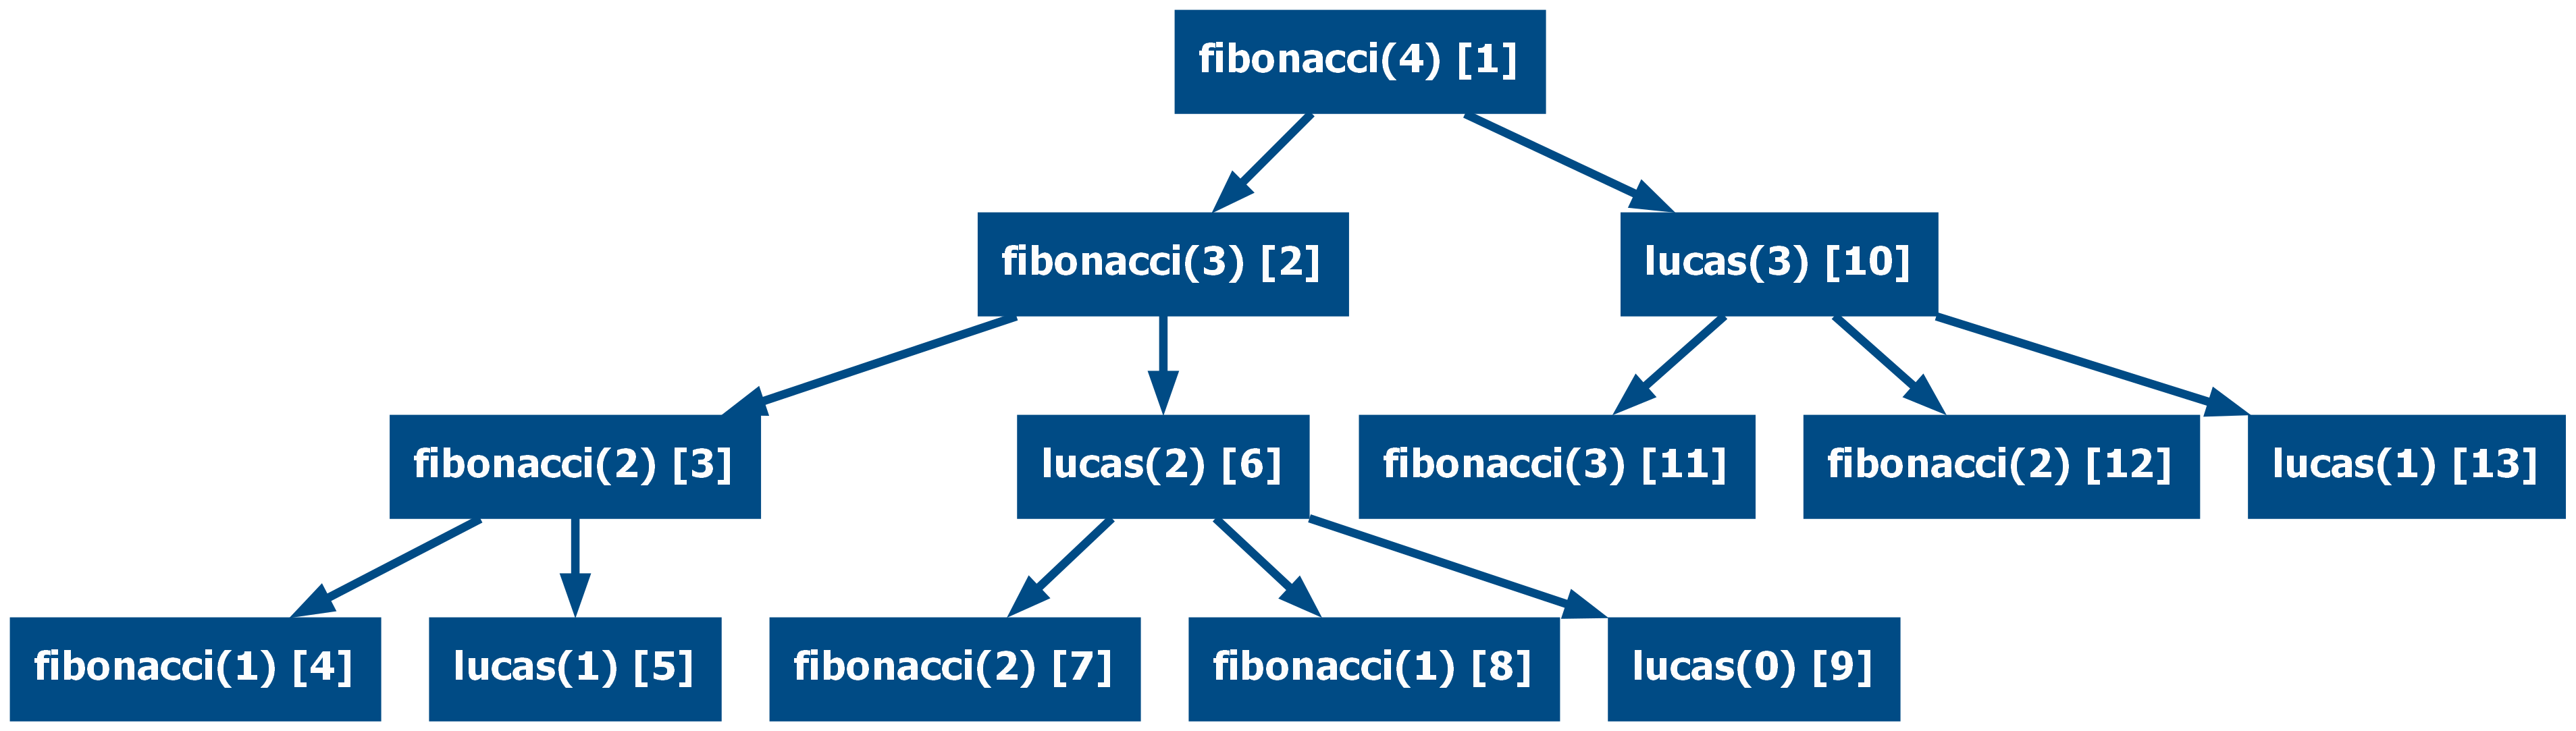 fibonacci(4) [1]
fibonacci(3) [2]
lucas(3) [10]
fibonacci(2) [3]
lucas(2) [6]
fibonacci(3) [11]
fibonacci(2) [12]
lucas(1) [13]
fibonacci(1) [4]
lucas(1) [5]
fibonacci(2) [7]
fibonacci(1) [8]
lucas(0) [9]